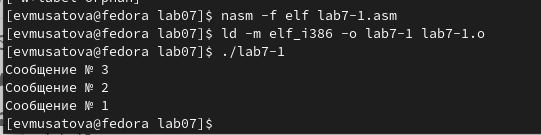 [evmusatova@fedora lab07]$ nasm -f elf lab7-1.asm
[evmusatova@fedora lab07]$ ld -m elf_i386 -o lab7-1 lab7-1.o
[evmusatova@fedora lab07]$ ./lab7-1
Сообщение № 3
Сообщение № 2
Сообщение № 1
[evmusatova@fedora lab07]$